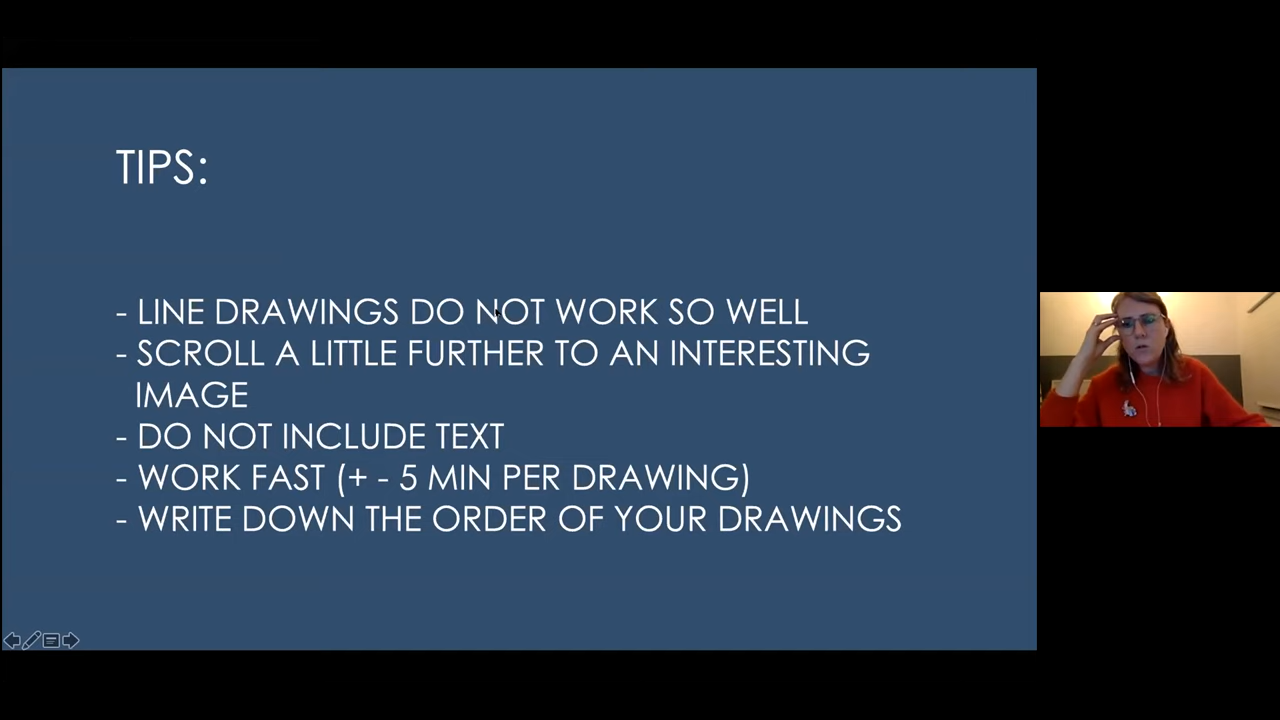 TIPS:
- LINE DRAWINGS DO NOT WORK SO WELL
- SCROLL A LITTLE FURTHER TO AN INTERESTING
IMAGE
- DO NOT INCLUDE TEXT
- WORK FAST (+ - 5 MIN PER DRAWING)
- WRITE DOWN THE ORDER OF YOUR DRAWINGS